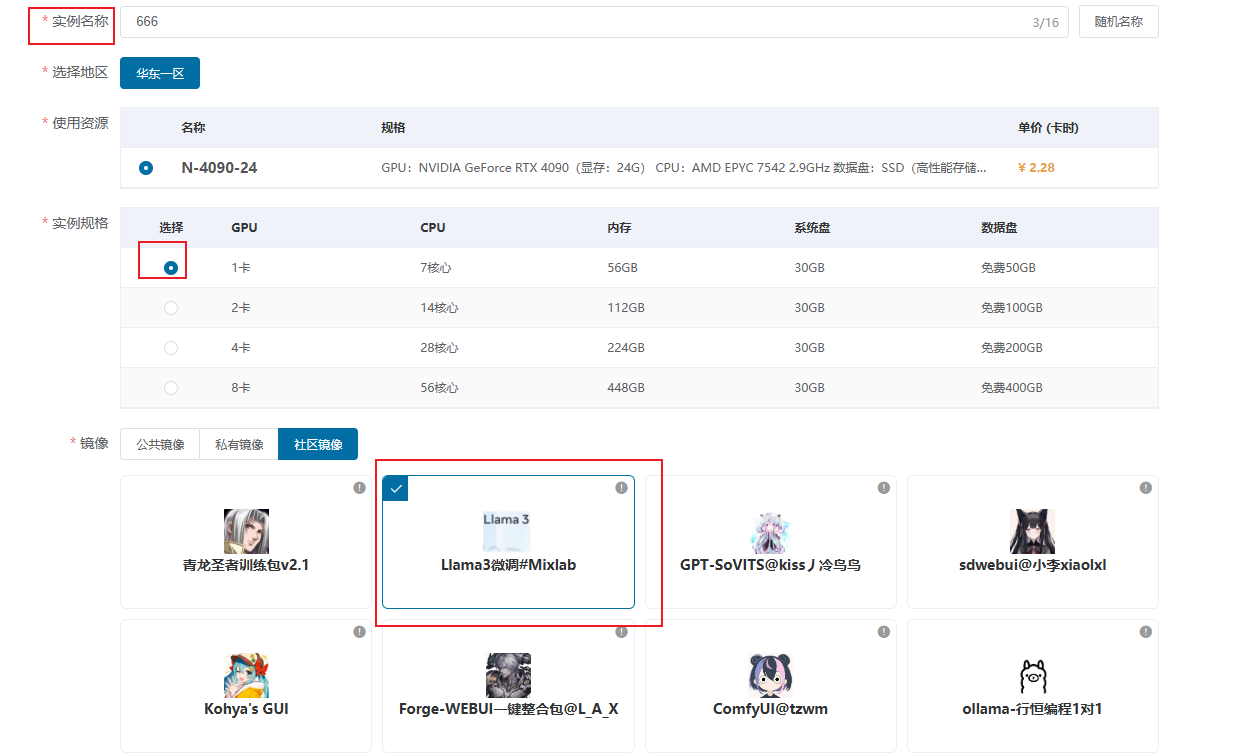 * 实例名称 666 3/16 随机名称
* 选择地区 华东一区
* 使用资源 名称 规格 单价 (卡时)
N-4090-24 GPU：NVIDIA GeForce RTX 4090（显存：24G） CPU：AMD EPYC 7542 2.9GHz 数据盘：SSD（高性能存储... ¥ 2.28
* 实例规格 选择 GPU CPU 内存 系统盘 数据盘
1卡 7核心 56GB 30GB 免费50GB
2卡 14核心 112GB 30GB 免费100GB
4卡 28核心 224GB 30GB 免费200GB
8卡 56核心 448GB 30GB 免费400GB
* 镜像 公共镜像 私有镜像 社区镜像
Llama 3
青龙圣者训练包v2.1 Llama3微调#Mixlab GPT-SoVITS@kiss丿冷鸟鸟 sdwebui@小李xiaolxl
Kohya's GUI Forge-WEBUI一键整合包@L_A_X ComfyUI@tzwm ollama-行恒编程1对1